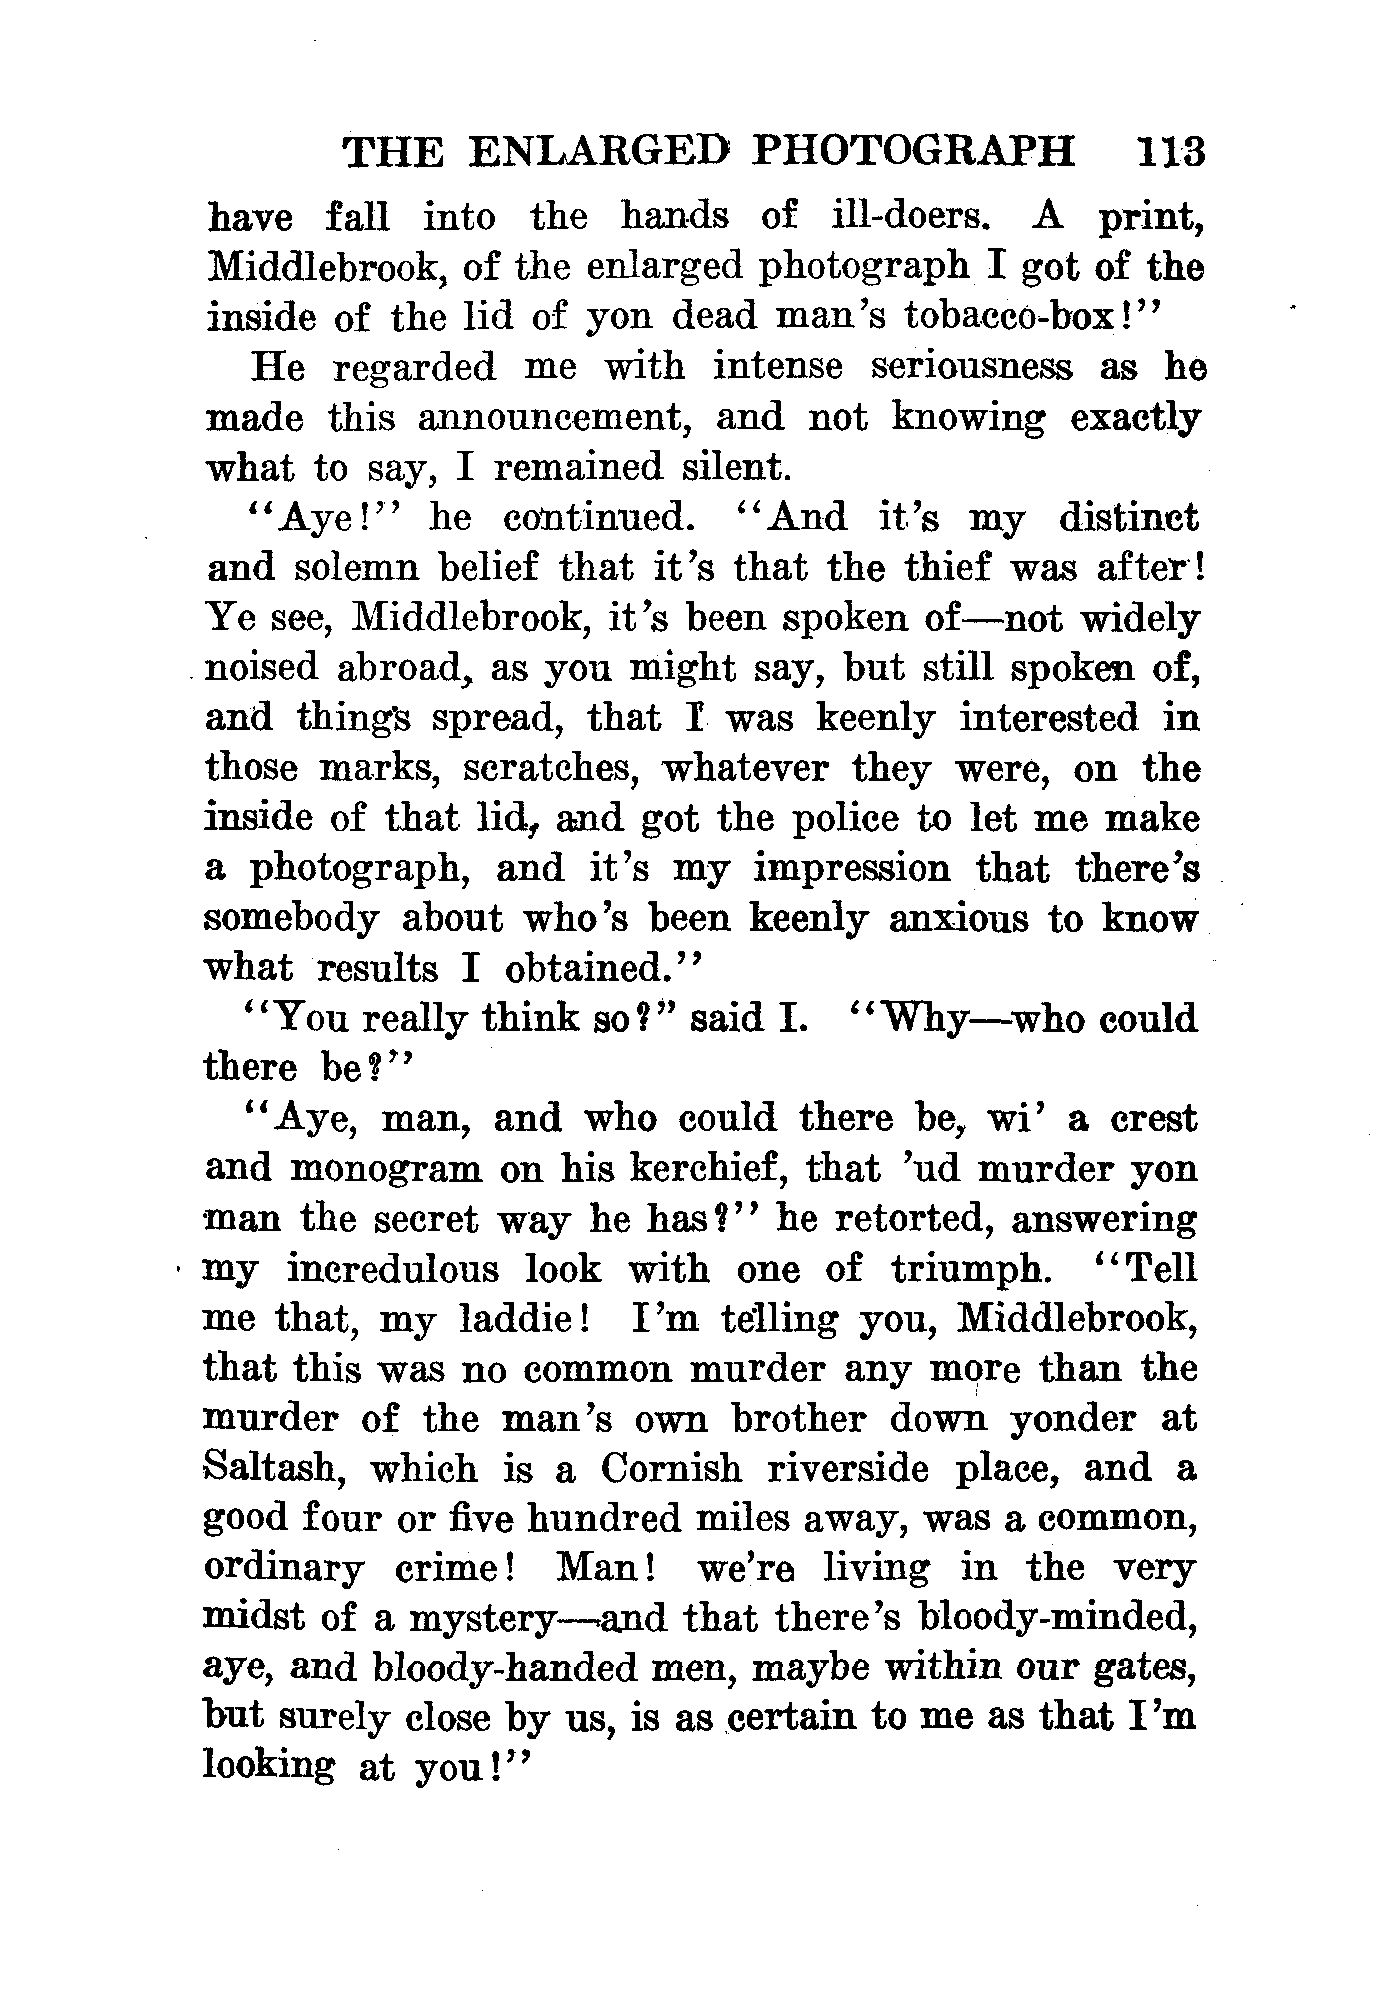 THE ENLARGED PHOTOGRAPH 113
have fall into the hands of ill-doers. A print,
Middlebrook, of the enlarged photograph I got of the
inside of the lid of yon dead man's tobacco-box!"
He regarded me with intense seriousness as he
made this announcement, and not knowing exactly
what to say, I remained silent.
"Aye!" he continued. "And it's my distinct
and solemn belief that it's that the thief was after!
Ye see, Middlebrook, it's been spoken of—not widely
noised abroad, as you might say, but still spoken of,
and things spread, that I was keenly interested in
those marks, scratches, whatever they were, on the
inside of that lid, and got the police to let me make
a photograph, and it's my impression that there's
somebody about who's been keenly anxious to know
what results I obtained."
"You really think so?" said I. "Why—who could
there be?"
"Aye, man, and who could there be, wi' a crest
and monogram on his kerchief, that 'ud murder yon
man the secret way he has?" he retorted, answering
my incredulous look with one of triumph. "Tell
me that, my laddie! I'm telling you, Middlebrook,
that this was no common murder any more than the
murder of the man's own brother down yonder at
Saltash, which is a Cornish riverside place, and a
good four or five hundred miles away, was a common,
ordinary crime! Man! we're living in the very
midst of a mystery—and that there's bloody-minded,
aye, and bloody-handed men, maybe within our gates,
but surely close by us, is as certain to me as that I'm
looking at you!"